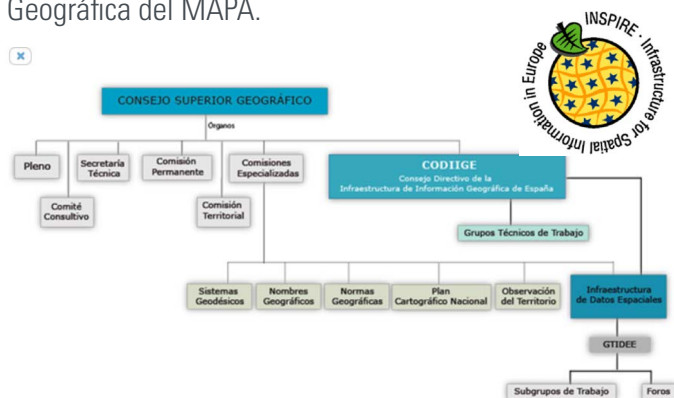 Geográfica del MAPA.
x
INSPIRE · Infrastructure for Spatial Information in Europe
CONSEJO SUPERIOR GEOGRÁFICO
Órganos
Pleno
Secretaría
Técnica
Comisión
Permanente
Comisiones
Especializadas
CODIIGE
Consejo Directivo de la
Infraestructura de Información Geográfica de España
Comité
Consultivo
Comisión
Territorial
Grupos Técnicos de Trabajo
Sistemas
Geodésicos
Nombres
Geográficos
Normas
Geográficas
Plan
Cartográfico Nacional
Observación
del Territorio
Infraestructura
de Datos Espaciales
GTIDEE
Subgrupos de Trabajo
Foros